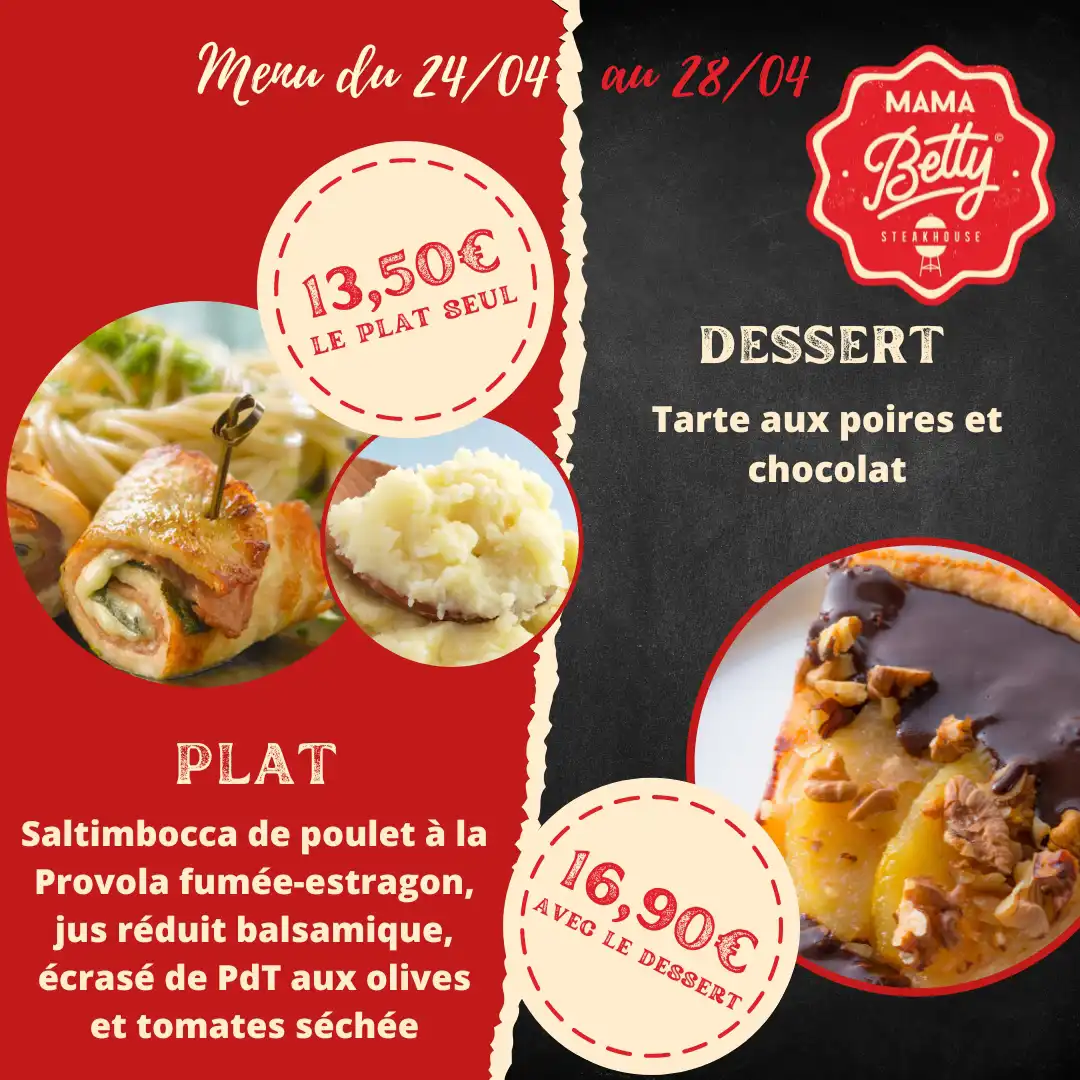 Menu du 24/04 au 28/04
MAMA
Betty
©
STEAKHOUSE
13,50€
LE PLAT SEUL
DESSERT
Tarte aux poires et
chocolat
PLAT
Saltimbocca de poulet à la
Provola fumée-estragon,
jus réduit balsamique,
écrasé de PdT aux olives
et tomates séchée
16,90€
AVEC LE DESSERT